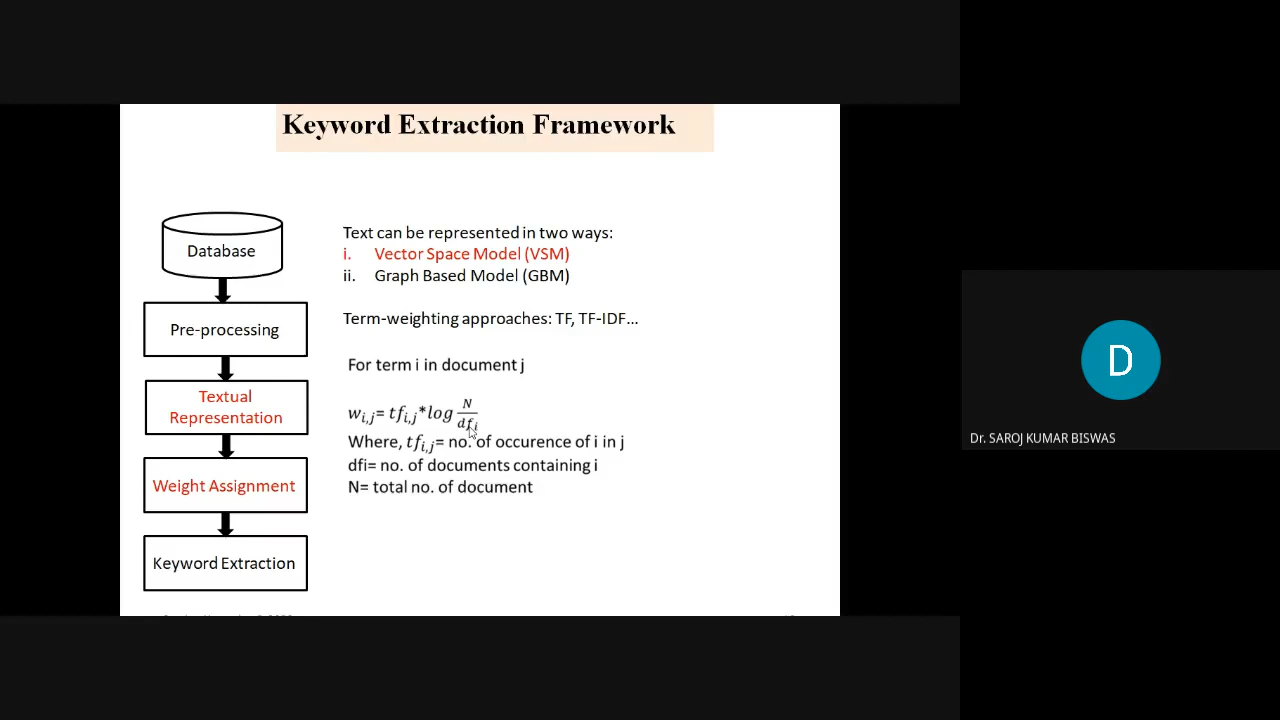 Keyword Extraction Framework
Database
Pre-processing
Textual
Representation
Weight Assignment
Keyword Extraction
Text can be represented in two ways:
i. Vector Space Model (VSM)
ii. Graph Based Model (GBM)
Term-weighting approaches: TF, TF-IDF...
For term i in document j
w_{i,j}= tf_{i,j}*log N/df_i
Where, tf_{i,j}= no. of occurence of i in j
dfi= no. of documents containing i
N= total no. of document
D
Dr. SAROJ KUMAR BISWAS